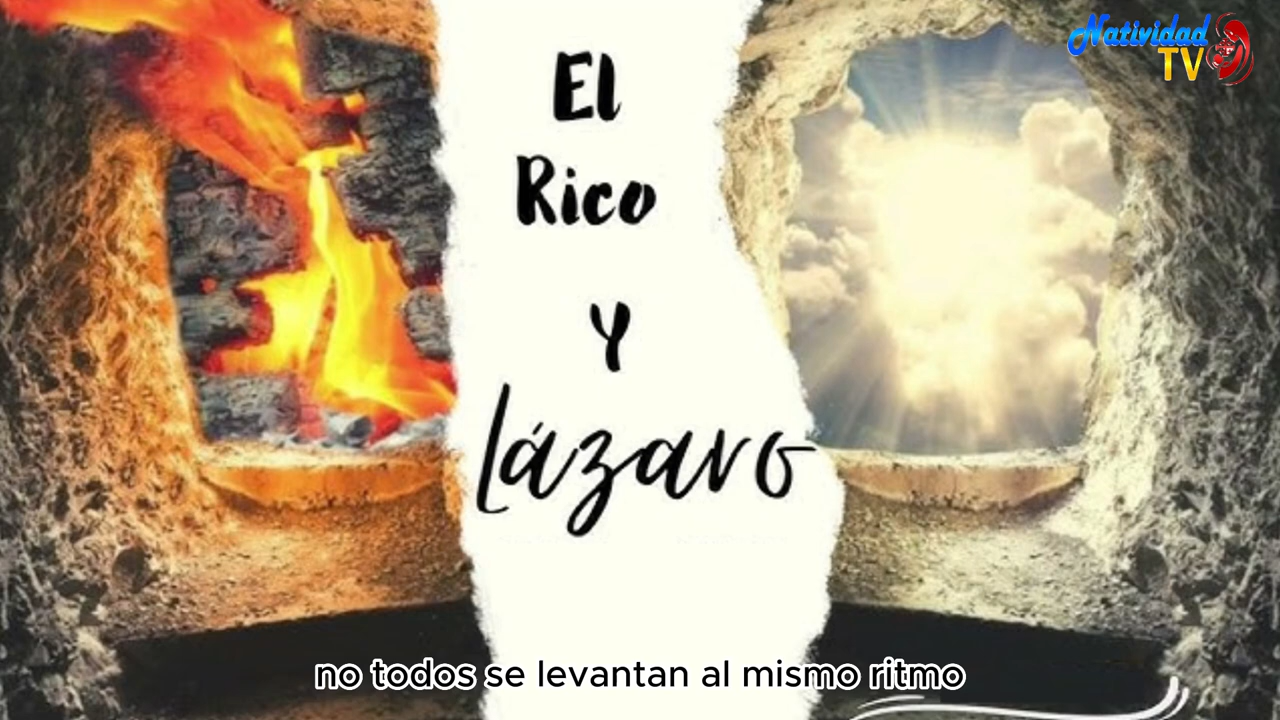 Natividad
TV
El
Rico
Y
Lázaro
no todos se levantan al mismo ritmo